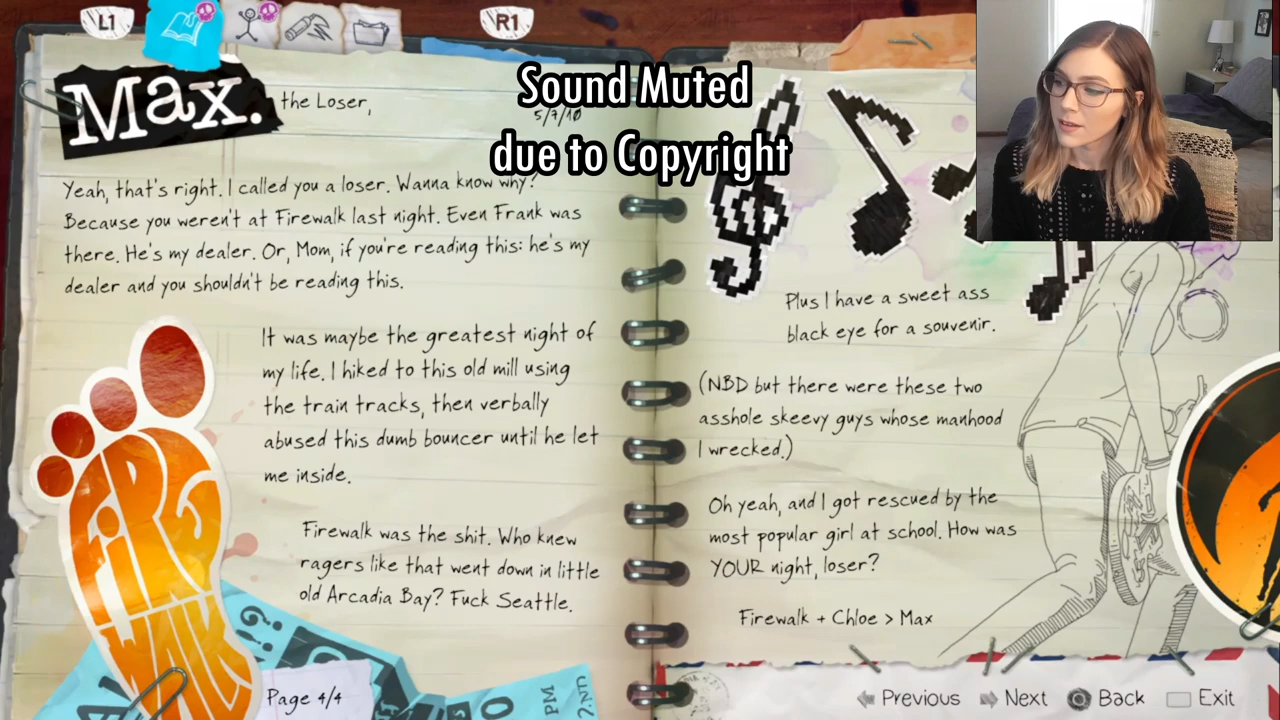 L1
R1
Max.
the Loser,
5/7/10
Sound Muted
due to Copyright
Yeah, that's right. I called you a loser. Wanna know why?
Because you weren't at Firewalk last night. Even Frank was
there. He's my dealer. Or, Mom, if you're reading this: he's my
dealer and you shouldn't be reading this.
It was maybe the greatest night of
my life. I hiked to this old mill using
the train tracks, then verbally
abused this dumb bouncer until he let
me inside.
Firewalk was the shit. Who knew
ragers like that went down in little
old Arcadia Bay? Fuck Seattle.
FiRE
WALK
Page 4/4
PM
Plus I have a sweet ass
black eye for a souvenir.
(NBD but there were these two
asshole skeevy guys whose manhood
I wrecked.)
Oh yeah, and I got rescued by the
most popular girl at school. How was
YOUR night, loser?
Firewalk + Chloe > Max
Previous Next Back Exit